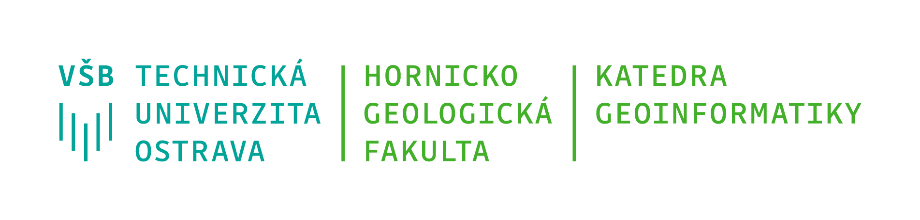 VŠB TECHNICKÁ
UNIVERZITA
OSTRAVA
HORNICKO
GEOLOGICKÁ
FAKULTA
KATEDRA
GEOINFORMATIKY